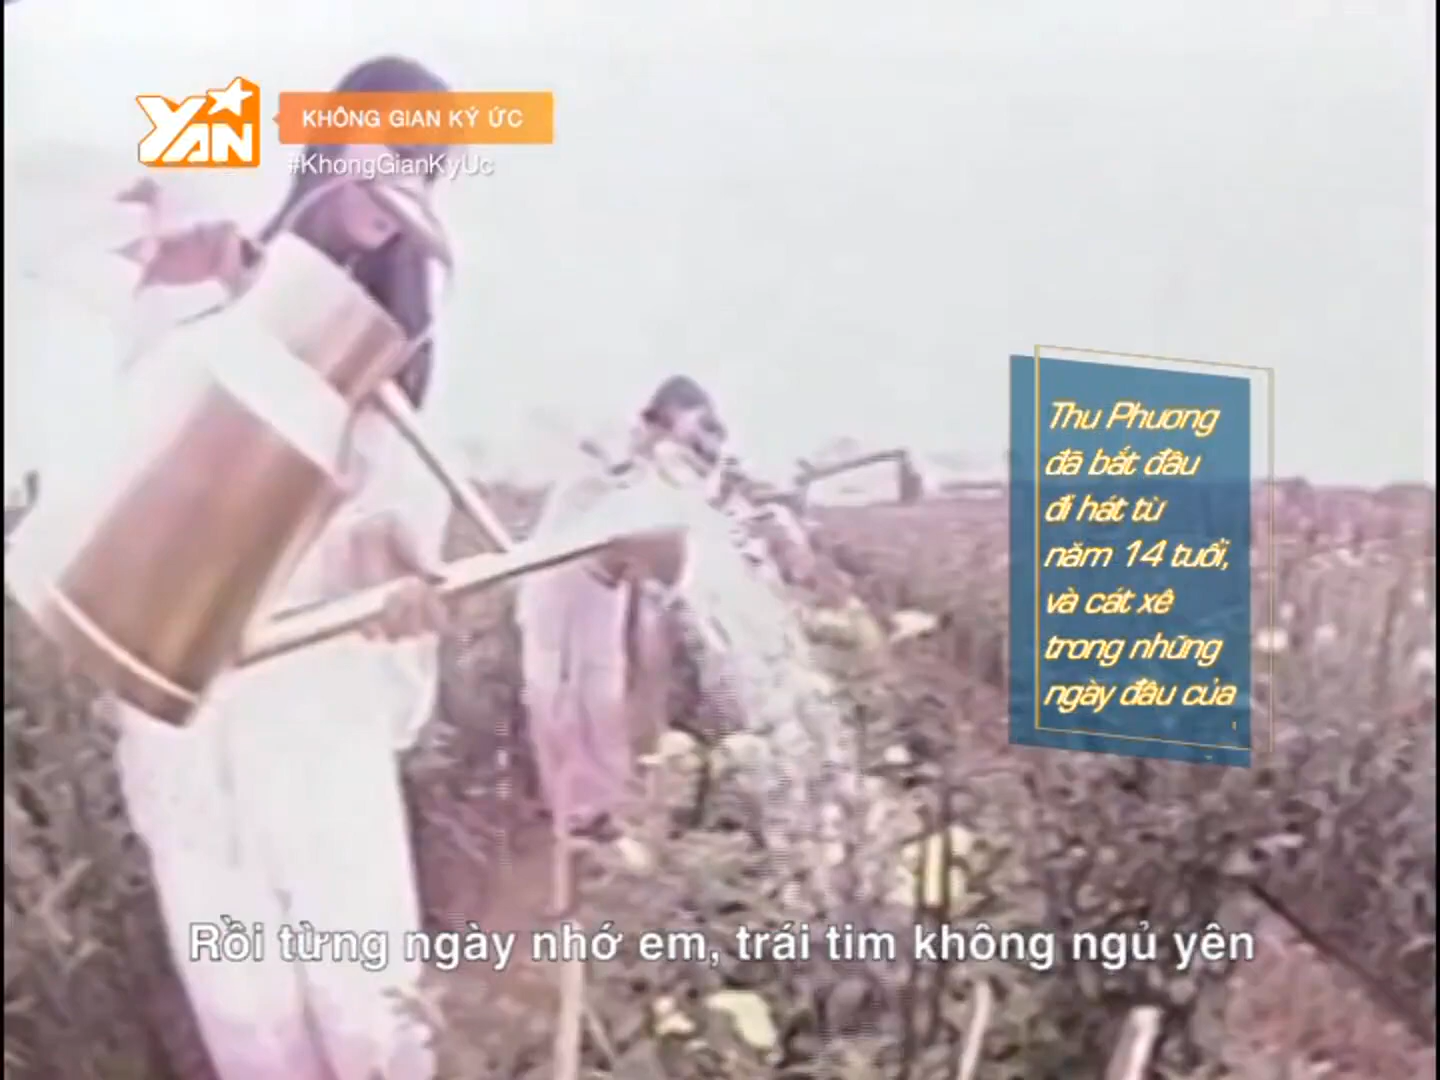 YAN
KHÔNG GIAN KÝ ỨC
#KhongGianKyUc
Thu Phương
đã bắt đầu
đi hát từ
năm 14 tuổi,
và cát xê
trong những
ngày đầu của
Rồi từng ngày nhớ em, trái tim không ngủ yên